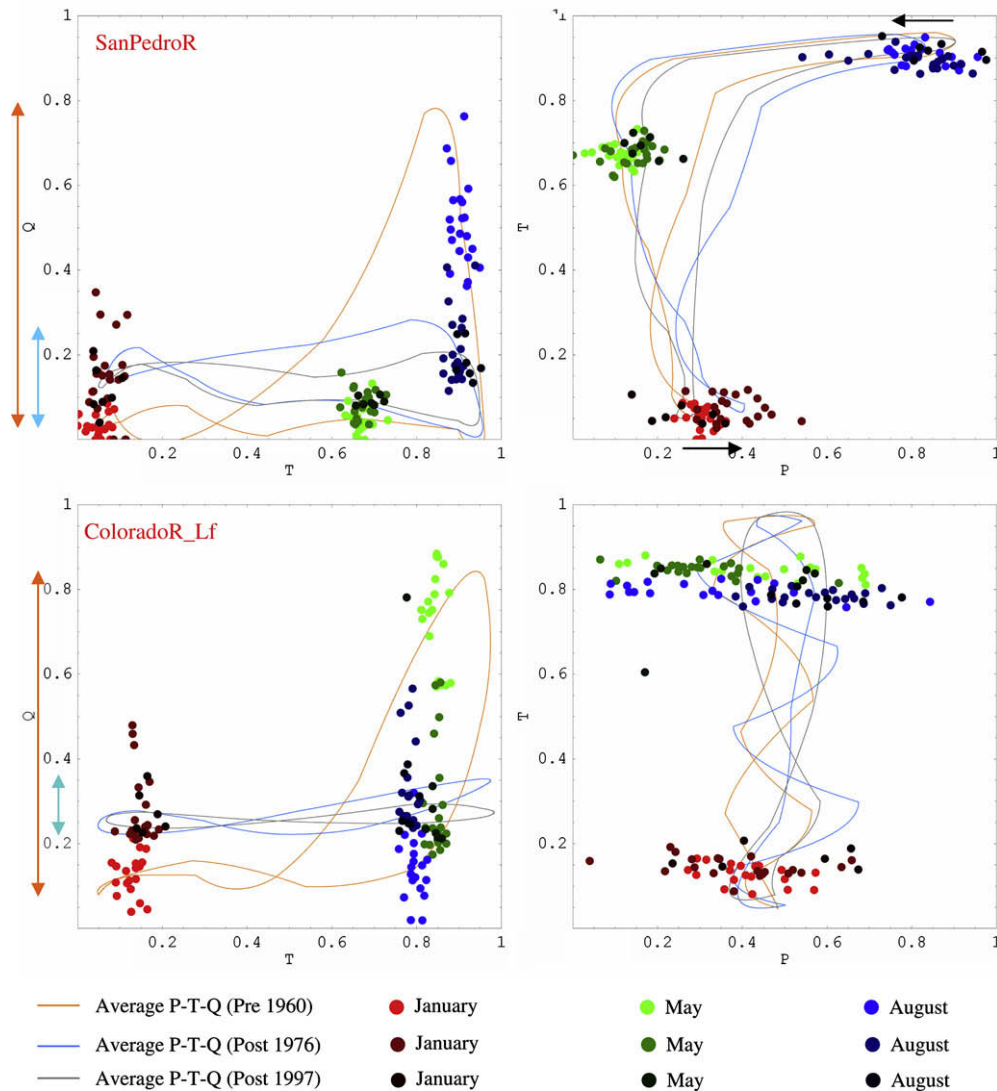 1
1
SanPedroR
0.8
0.8
0.6
0.6
Q
T
0.4
0.4
0.2
0.2
0.2 0.4 0.6 0.8 1
T
0.2 0.4 0.6 0.8 1
P
1
1
ColoradoR_Lf
0.8
0.8
0.6
0.6
Q
T
0.4
0.4
0.2
0.2
0.2 0.4 0.6 0.8 1
T
0.2 0.4 0.6 0.8 1
P
Average P-T-Q (Pre 1960) January May August
Average P-T-Q (Post 1976) January May August
Average P-T-Q (Post 1997) January May August